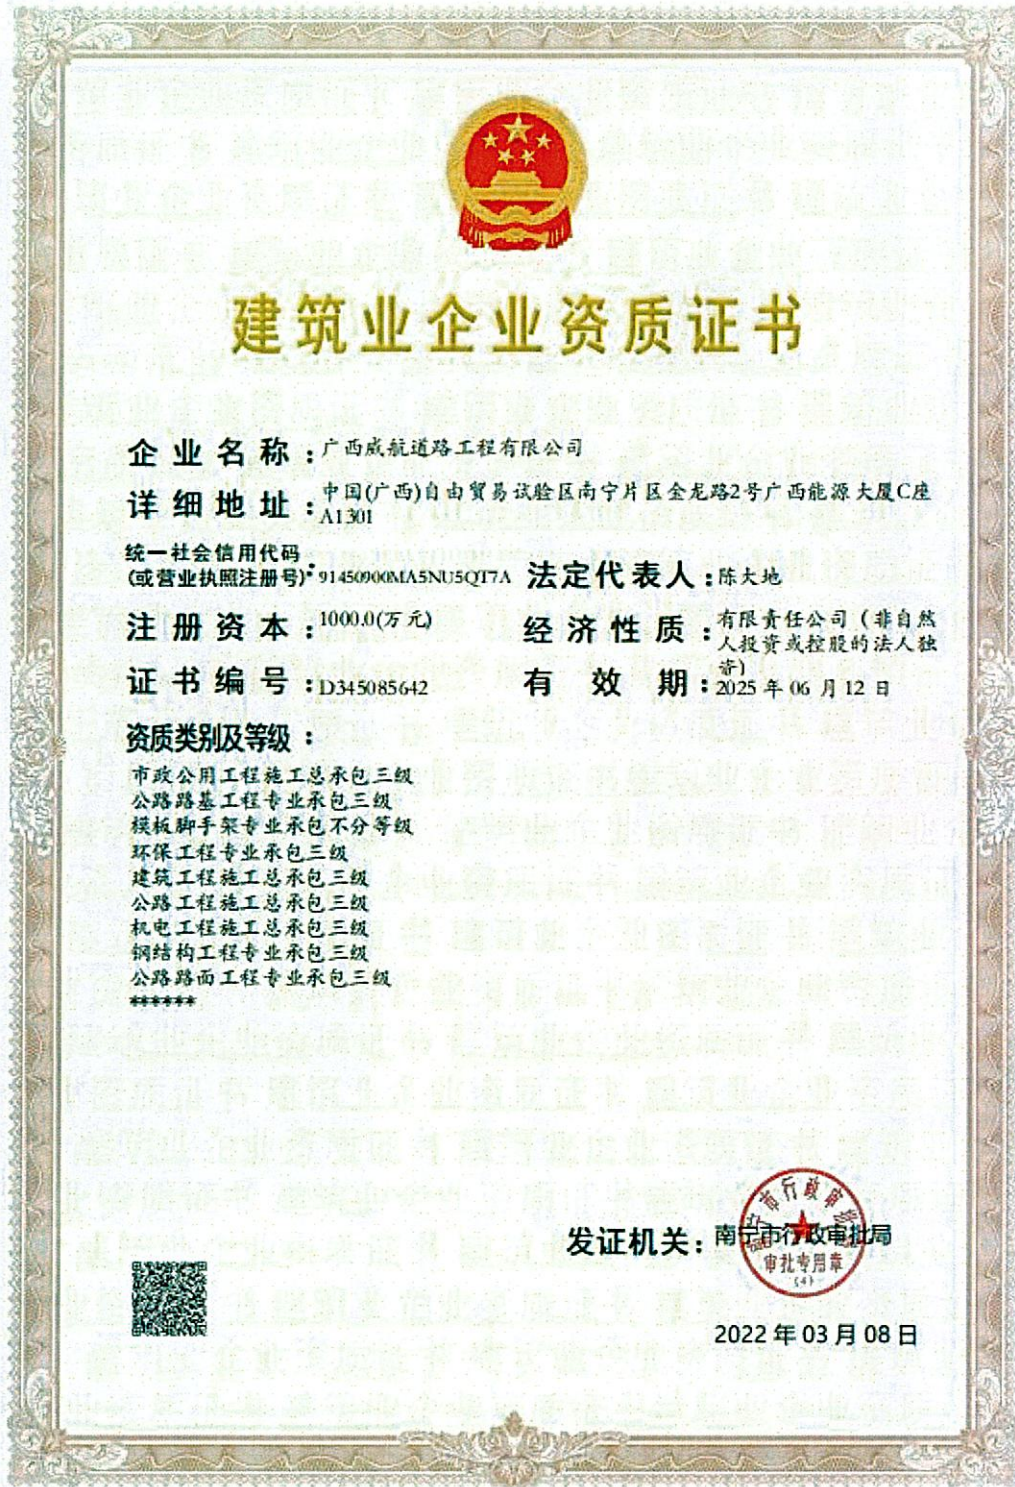 建筑业企业资质证书
企业名称：广西威航道路工程有限公司
详细地址：中国(广西)自由贸易试验区南宁片区金龙路2号广西能源大厦C座
A1301
统一社会信用代码
(或营业执照注册号)：91450900MA5NU5QT7A 法定代表人：陈大地
注册资本：1000.0(万元) 经济性质：有限责任公司（非自然
人投资或控股的法人独
资）
证书编号：D345085642 有效期：2025年06月12日
资质类别及等级：
市政公用工程施工总承包三级
公路路基工程专业承包三级
模板脚手架专业承包不分等级
环保工程专业承包三级
建筑工程施工总承包三级
公路工程施工总承包三级
机电工程施工总承包三级
钢结构工程专业承包三级
公路路面工程专业承包三级
******
发证机关：南宁市行政审批局
南宁市行政审批局
审批专用章
(4)
2022年03月08日